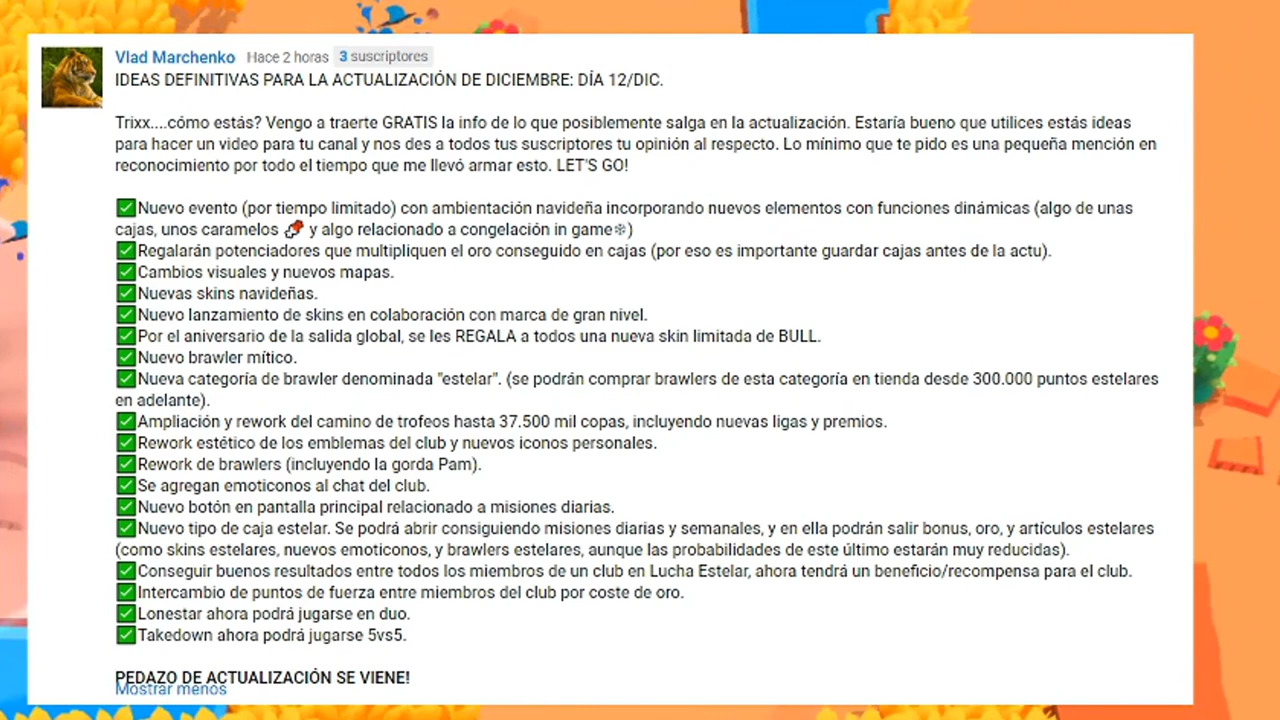 Vlad Marchenko Hace 2 horas 3 suscriptores
IDEAS DEFINITIVAS PARA LA ACTUALIZACIÓN DE DICIEMBRE: DÍA 12/DIC.
Trixx....cómo estás? Vengo a traerte GRATIS la info de lo que posiblemente salga en la actualización. Estaría bueno que utilices estás ideas
para hacer un video para tu canal y nos des a todos tus suscriptores tu opinión al respecto. Lo mínimo que te pido es una pequeña mención en
reconocimiento por todo el tiempo que me llevó armar esto. LET'S GO!
✅Nuevo evento (por tiempo limitado) con ambientación navideña incorporando nuevos elementos con funciones dinámicas (algo de unas
cajas, unos caramelos 🍬 y algo relacionado a congelación in game❄)
✅Regalarán potenciadores que multipliquen el oro conseguido en cajas (por eso es importante guardar cajas antes de la actu).
✅Cambios visuales y nuevos mapas.
✅Nuevas skins navideñas.
✅Nuevo lanzamiento de skins en colaboración con marca de gran nivel.
✅Por el aniversario de la salida global, se les REGALA a todos una nueva skin limitada de BULL.
✅Nuevo brawler mítico.
✅Nueva categoría de brawler denominada "estelar". (se podrán comprar brawlers de esta categoría en tienda desde 300.000 puntos estelares
en adelante).
✅Ampliación y rework del camino de trofeos hasta 37.500 mil copas, incluyendo nuevas ligas y premios.
✅Rework estético de los emblemas del club y nuevos iconos personales.
✅Rework de brawlers (incluyendo la gorda Pam).
✅Se agregan emoticonos al chat del club.
✅Nuevo botón en pantalla principal relacionado a misiones diarias.
✅Nuevo tipo de caja estelar. Se podrá abrir consiguiendo misiones diarias y semanales, y en ella podrán salir bonus, oro, y artículos estelares
(como skins estelares, nuevos emoticonos, y brawlers estelares, aunque las probabilidades de este último estarán muy reducidas).
✅Conseguir buenos resultados entre todos los miembros de un club en Lucha Estelar, ahora tendrá un beneficio/recompensa para el club.
✅Intercambio de puntos de fuerza entre miembros del club por coste de oro.
✅Lonestar ahora podrá jugarse en duo.
✅Takedown ahora podrá jugarse 5vs5.
PEDAZO DE ACTUALIZACIÓN SE VIENE!
Mostrar menos